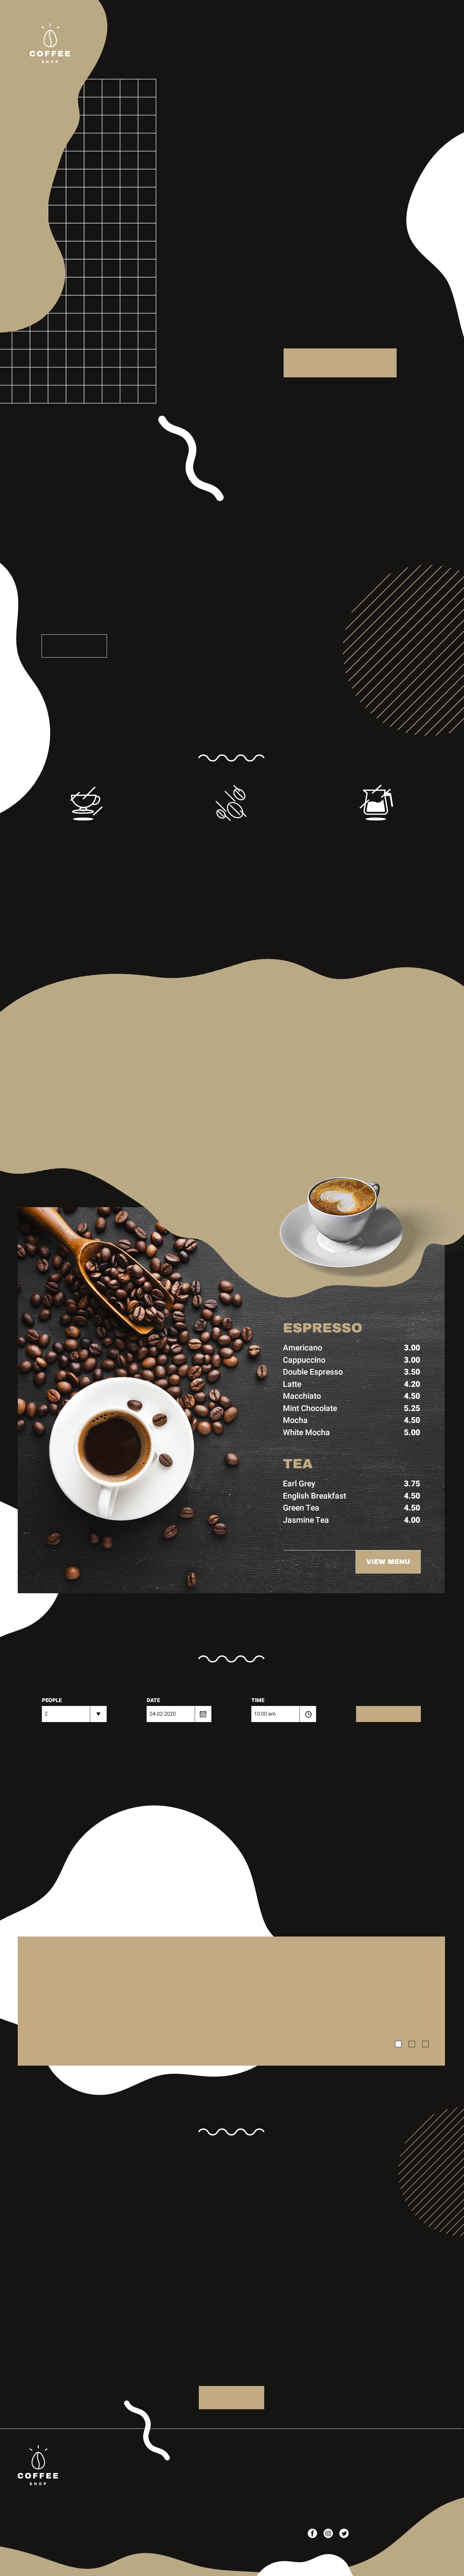 COFFEE
SHOP
ESPRESSO
Americano 3.00
Cappuccino 3.00
Double Espresso 3.50
Latte 4.20
Macchiato 4.50
Mint Chocolate 5.25
Mocha 4.50
White Mocha 5.00
TEA
Earl Grey 3.75
English Breakfast 4.50
Green Tea 4.50
Jasmine Tea 4.00
VIEW MENU
PEOPLE DATE TIME
2 24-02-2020 10:00 am
COFFEE
SHOP